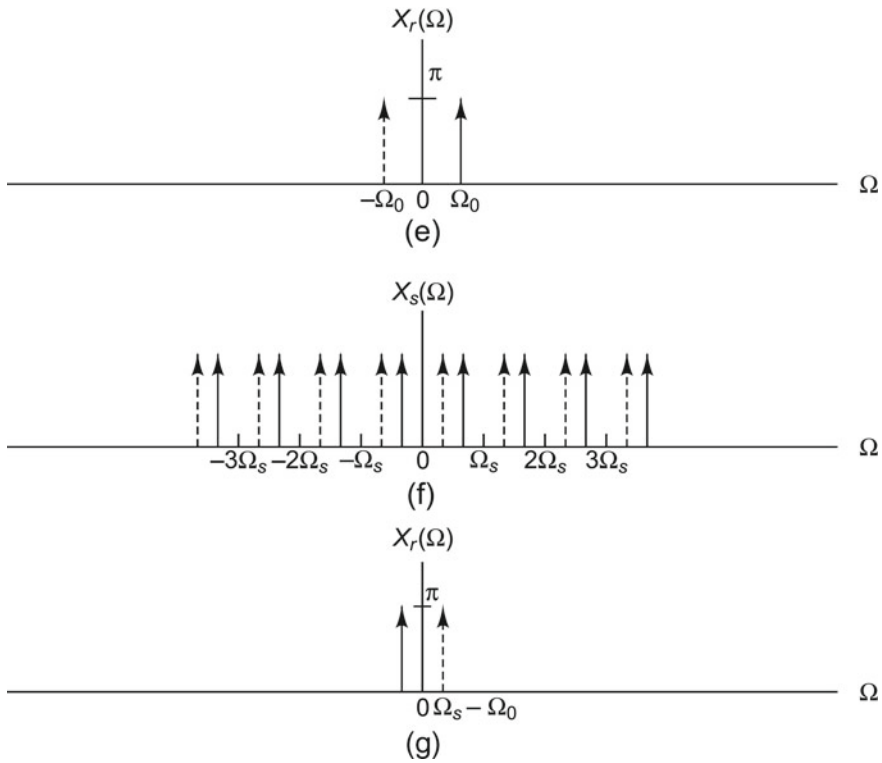 Xᵣ(Ω)
π
Ω
−Ω₀ 0 Ω₀
(e)
Xₛ(Ω)
Ω
−3Ωₛ −2Ωₛ −Ωₛ 0 Ωₛ 2Ωₛ 3Ωₛ
(f)
Xᵣ(Ω)
π
Ω
0 Ωₛ − Ω₀
(g)